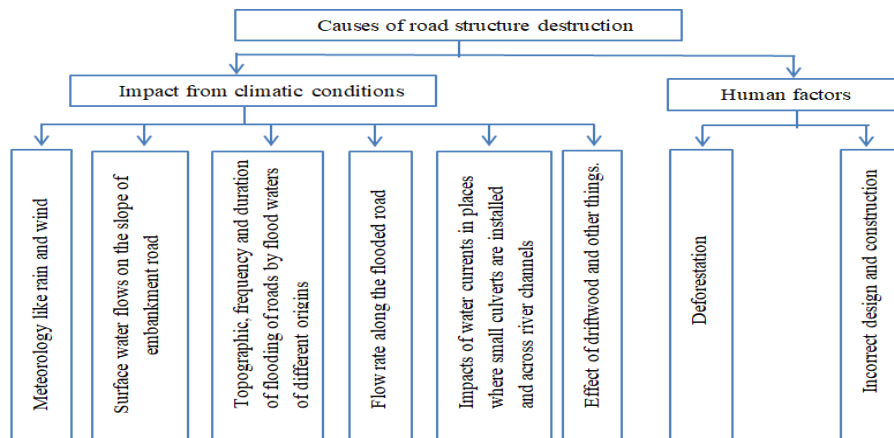 Causes of road structure destruction
Impact from climatic conditions
Human factors
Meteorology like rain and wind
Surface water flows on the slope of
embankment road
Topographic, frequency and duration
of flooding of roads by flood waters
of different origins
Flow rate along the flooded road
Impacts of water currents in places
where small culverts are installed
and across river channels
Effect of driftwood and other things.
Deforestation
Incorrect design and construction